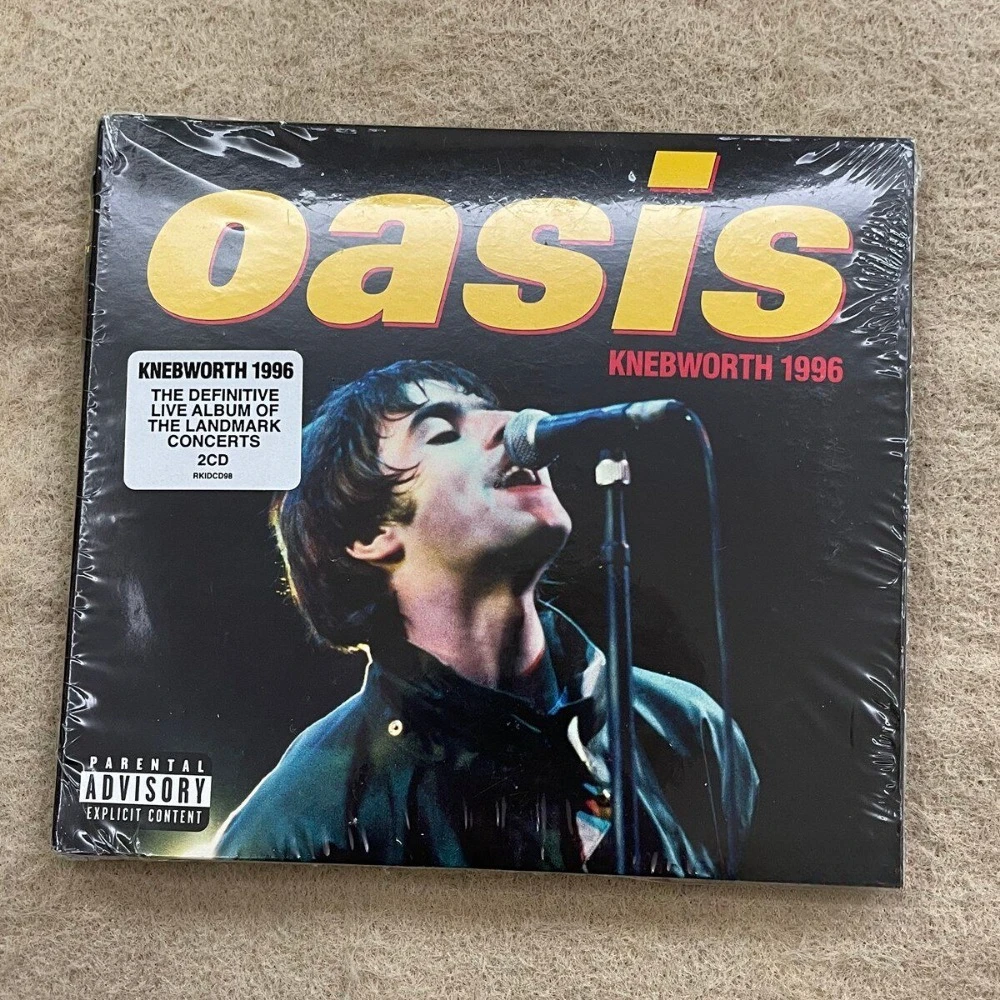 oasis
KNEBWORTH 1996
KNEBWORTH 1996
THE DEFINITIVE
LIVE ALBUM OF
THE LANDMARK
CONCERTS
2CD
RKIDCD98
PARENTAL
ADVISORY
EXPLICIT CONTENT